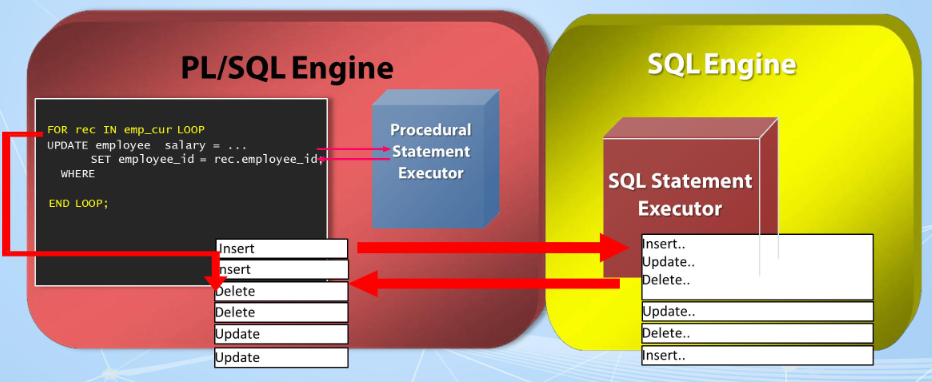 PL/SQL Engine
FOR rec IN emp_cur LOOP
UPDATE employee salary = ...
SET employee_id = rec.employee_id;
WHERE
END LOOP;
Procedural
Statement
Executor
Insert
nsert
Delete
Delete
Update
Update
SQL Engine
SQL Statement
Executor
Insert..
Update..
Delete..
Update..
Delete..
Insert..